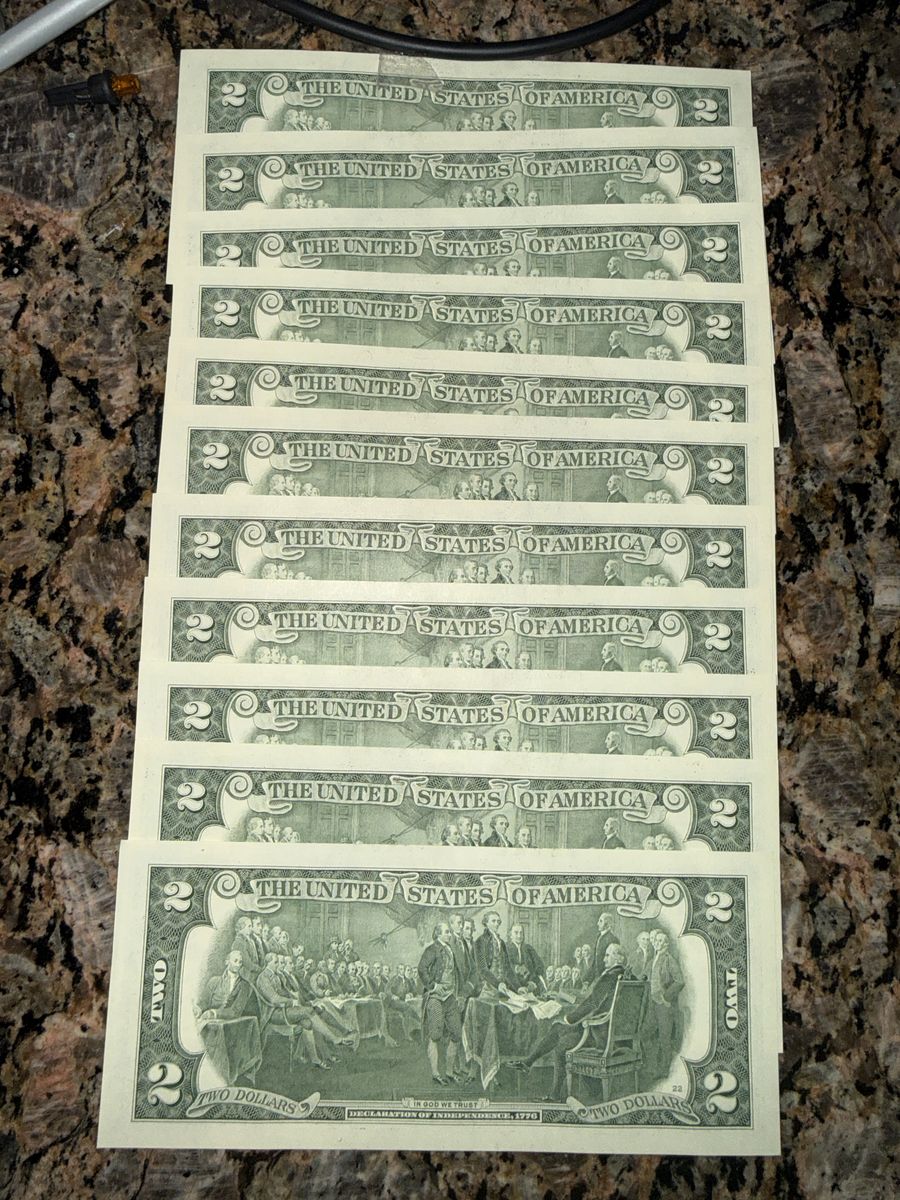 2 THE UNITED STATES OF AMERICA 2
2 THE UNITED STATES OF AMERICA 2
2 THE UNITED STATES OF AMERICA 2
2 THE UNITED STATES OF AMERICA 2
2 THE UNITED STATES OF AMERICA 2
2 THE UNITED STATES OF AMERICA 2
2 THE UNITED STATES OF AMERICA 2
2 THE UNITED STATES OF AMERICA 2
2 THE UNITED STATES OF AMERICA 2
2 THE UNITED STATES OF AMERICA 2
2 THE UNITED STATES OF AMERICA 2
TWO
TWO
2 TWO DOLLARS
IN GOD WE TRUST
DECLARATION OF INDEPENDENCE, 1776
22
TWO DOLLARS 2